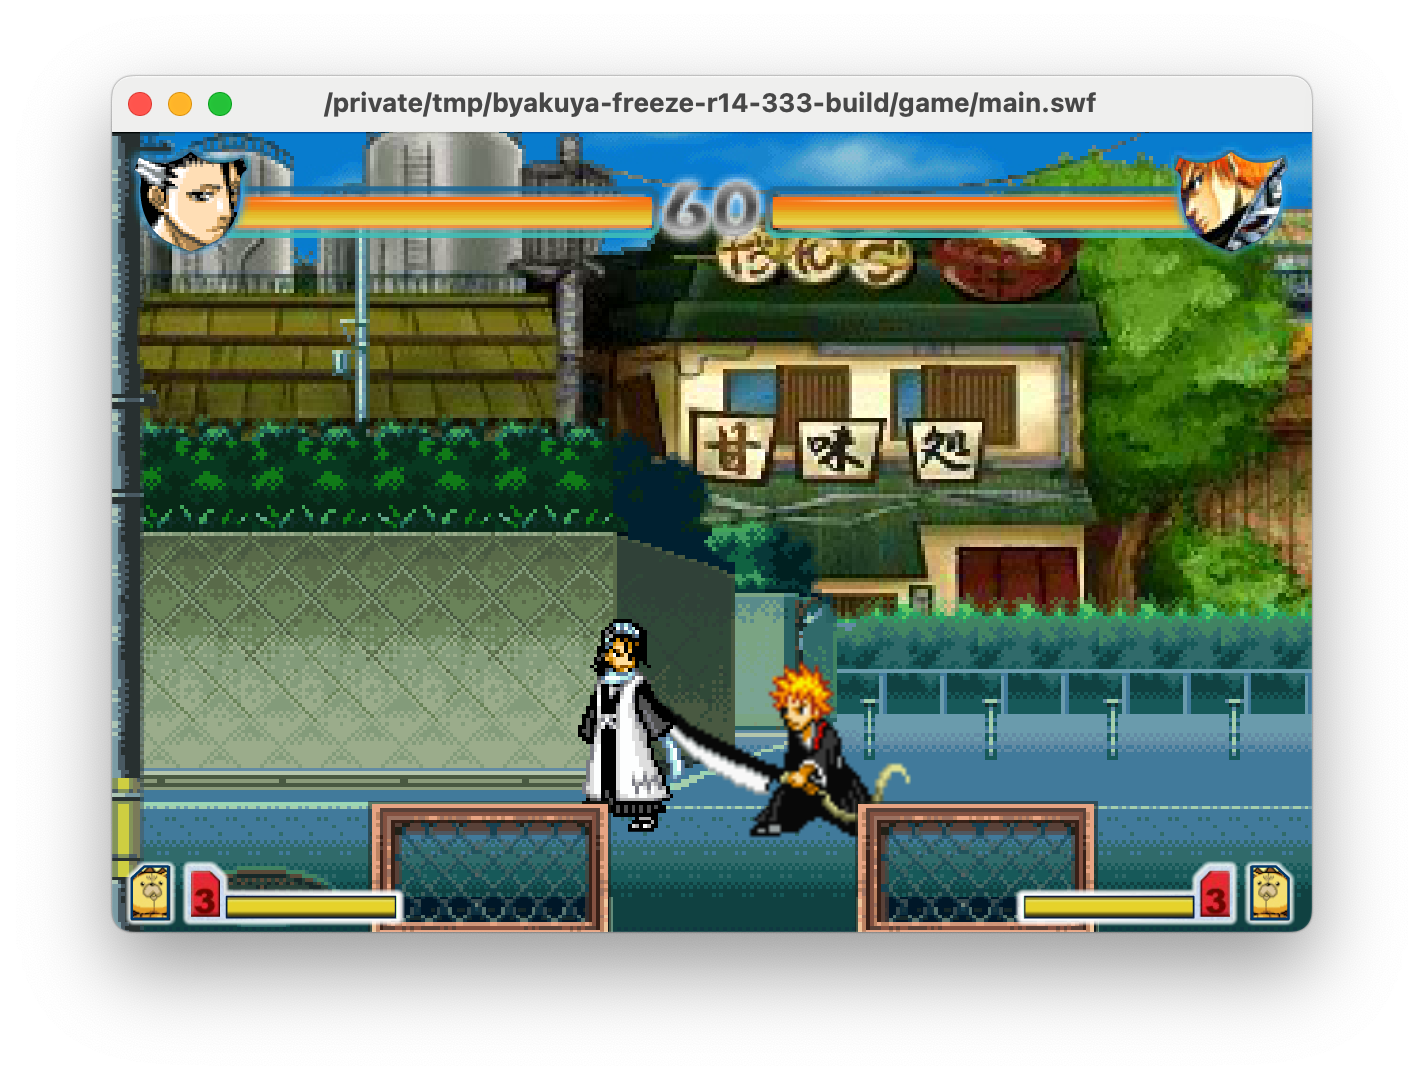 /private/tmp/byakuya-freeze-r14-333-build/game/main.swf
60
甘味処
3
3